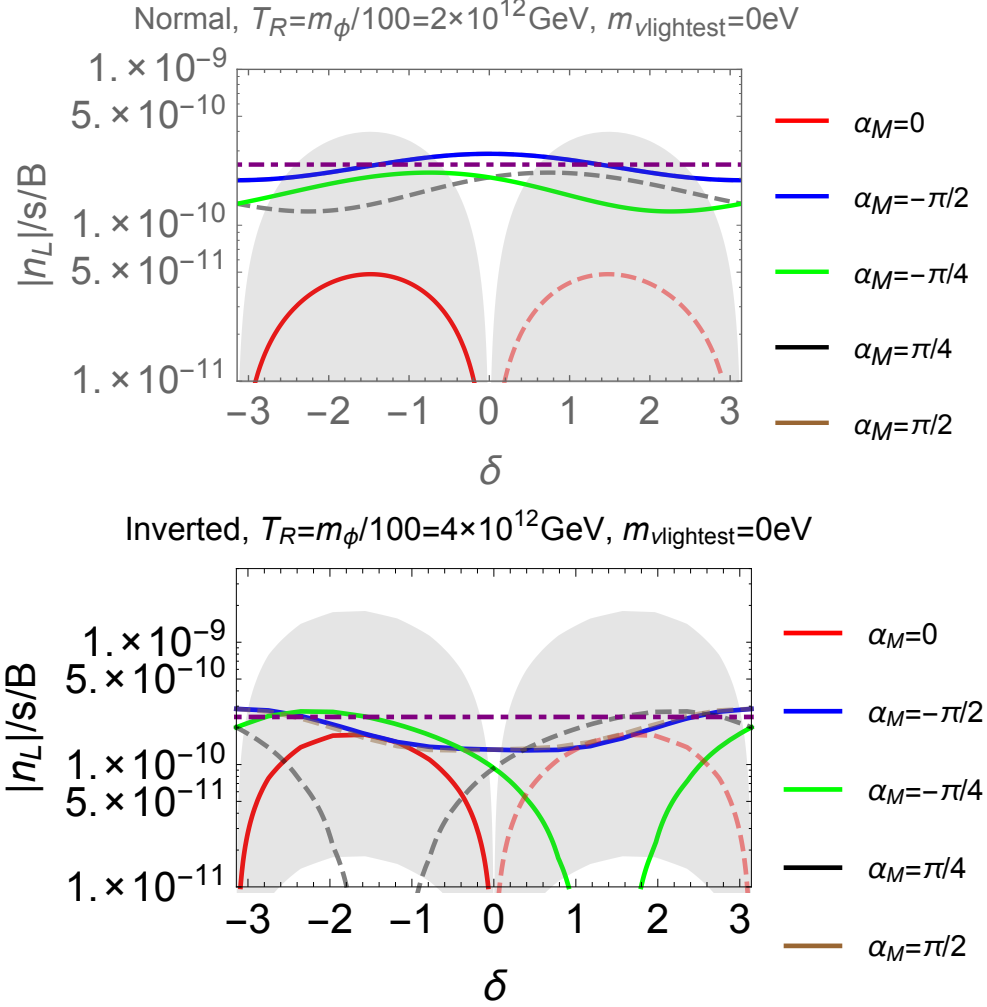 Normal, T_R=m_ϕ/100=2×10^12GeV, m_νlightest=0eV
1.×10^-9
5.×10^-10
1.×10^-10
5.×10^-11
1.×10^-11
|n_L|/s/B
−3 −2 −1 0 1 2 3
δ
α_M=0
α_M=−π/2
α_M=−π/4
α_M=π/4
α_M=π/2
Inverted, T_R=m_ϕ/100=4×10^12GeV, m_νlightest=0eV
1.×10^-9
5.×10^-10
1.×10^-10
5.×10^-11
1.×10^-11
|n_L|/s/B
−3 −2 −1 0 1 2 3
δ
α_M=0
α_M=−π/2
α_M=−π/4
α_M=π/4
α_M=π/2